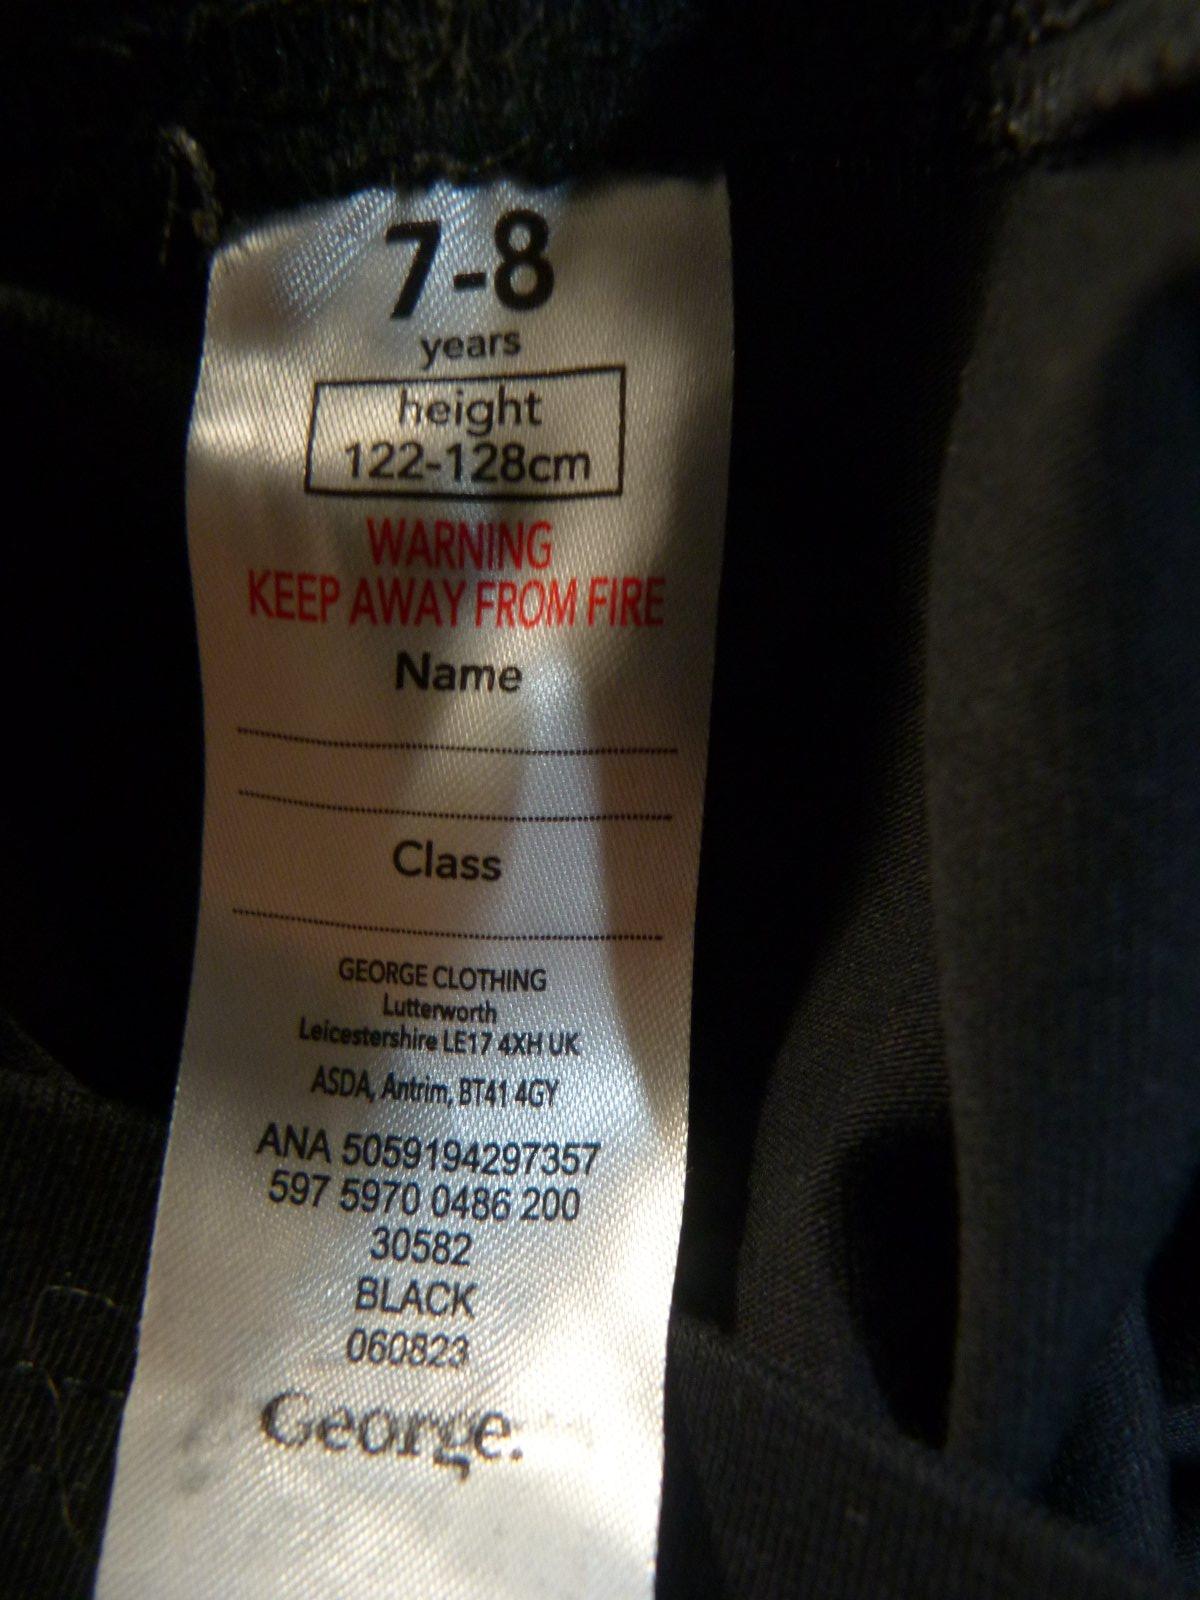 7-8
years
height
122-128cm
WARNING
KEEP AWAY FROM FIRE
Name
Class
GEORGE CLOTHING
Lutterworth
Leicestershire LE17 4XH UK
ASDA, Antrim, BT41 4GY
ANA 5059194297357
597 5970 0486 200
30582
BLACK
060823
George.